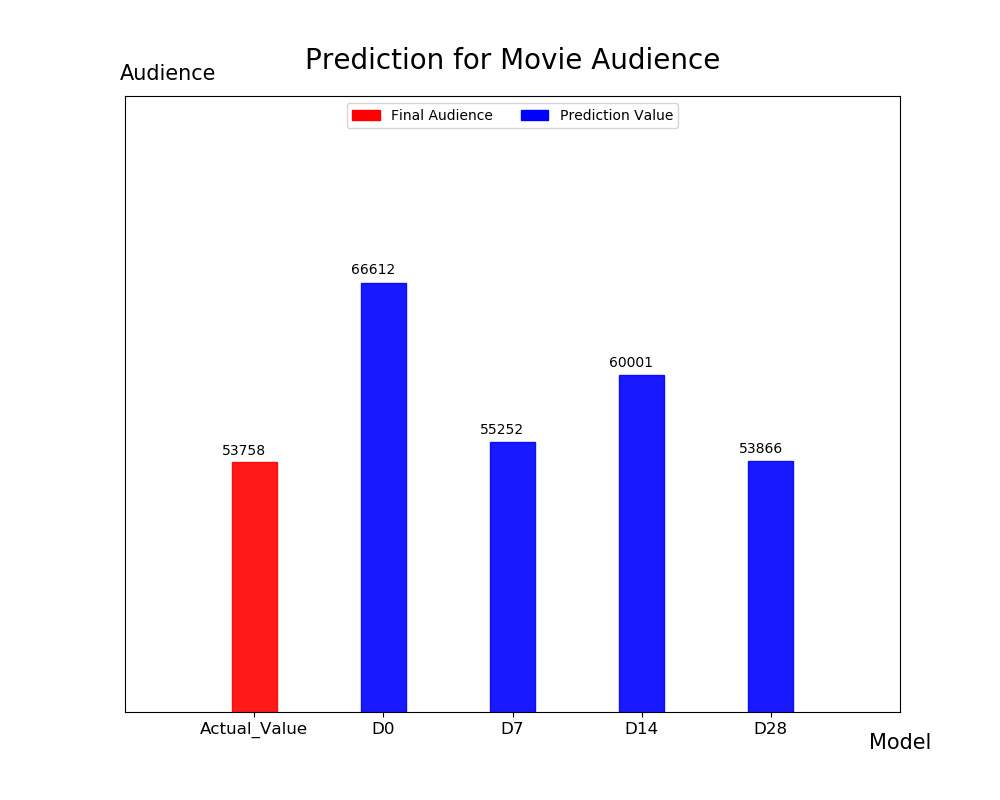 Prediction for Movie Audience
Audience
Final Audience
Prediction Value
66612
60001
55252
53758
53866
Actual_Value
D0
D7
D14
D28
Model